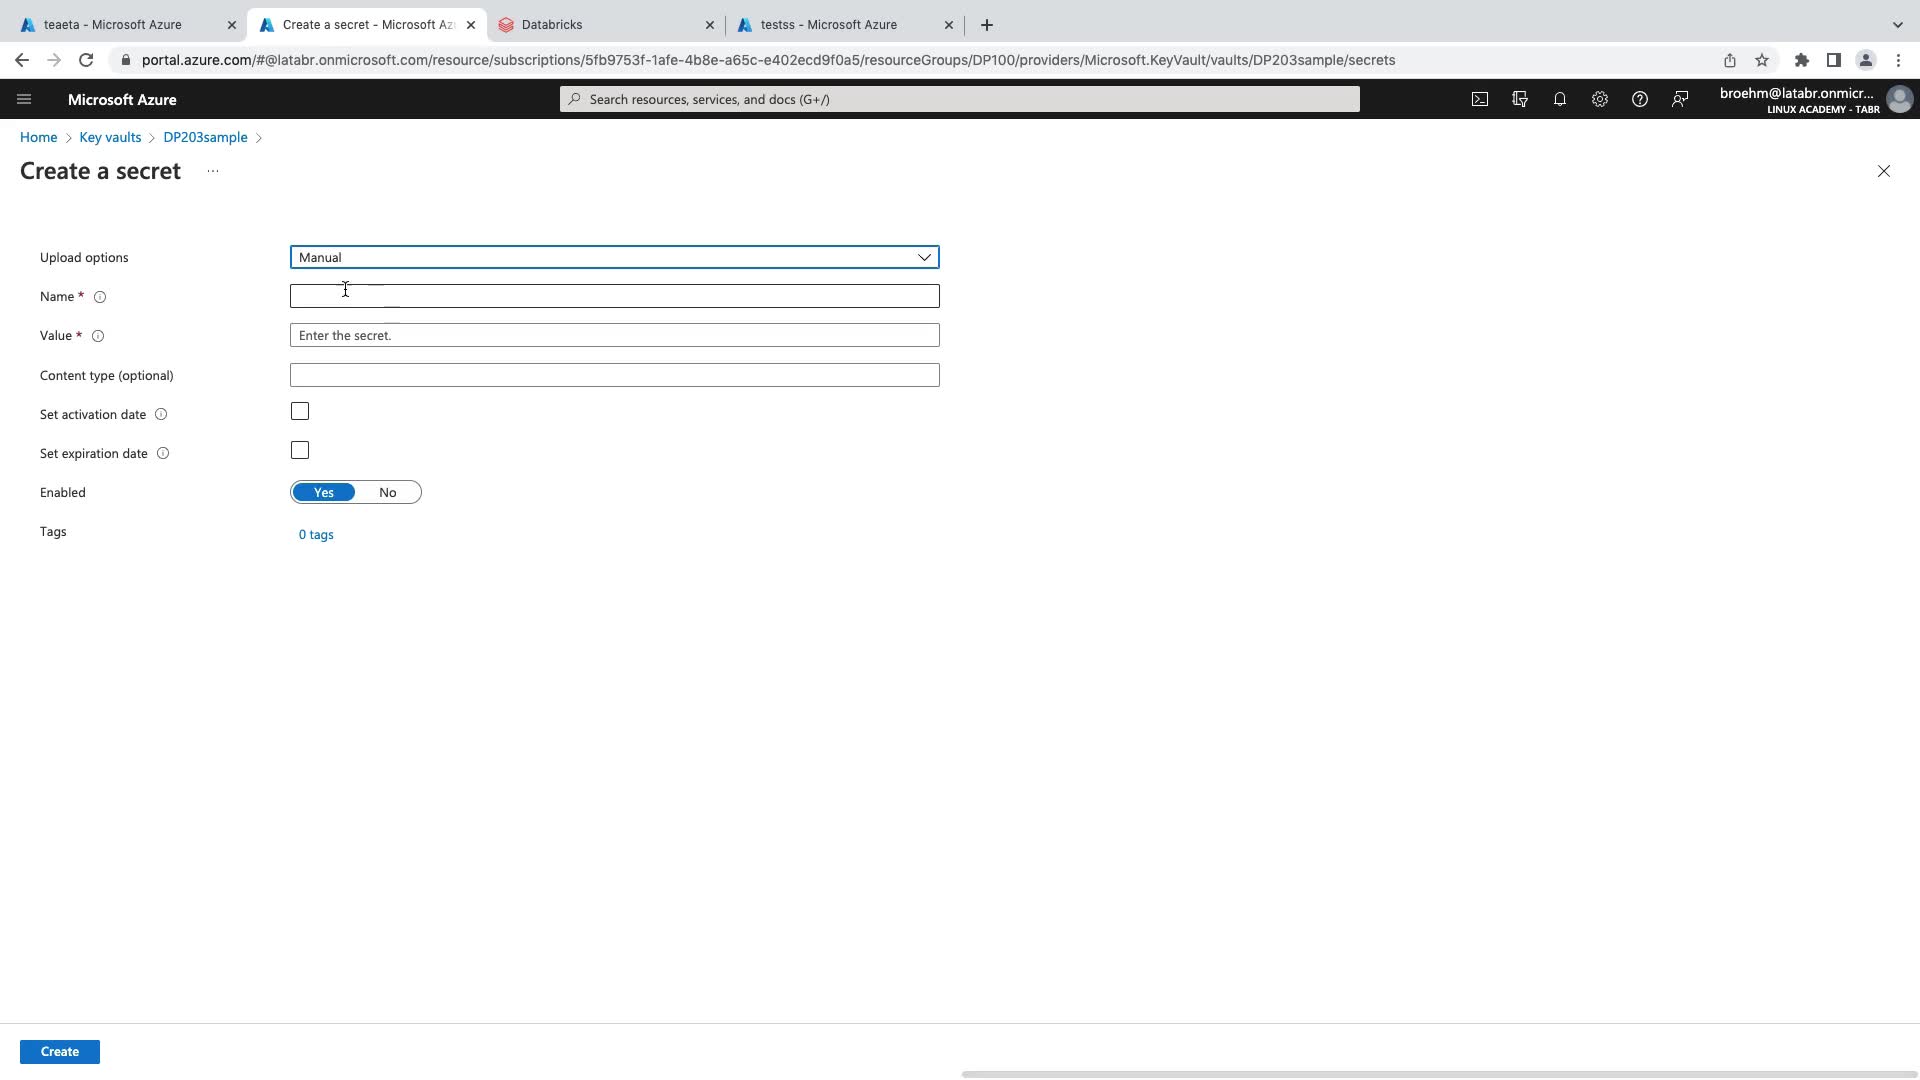 teaeta - Microsoft Azure
Create a secret - Microsoft Az
Databricks
testss - Microsoft Azure
portal.azure.com/#@latabr.onmicrosoft.com/resource/subscriptions/5fb9753f-1afe-4b8e-a65c-e402ecd9f0a5/resourceGroups/DP100/providers/Microsoft.KeyVault/vaults/DP203sample/secrets
Microsoft Azure
Search resources, services, and docs (G+/)
broehm@latabr.onmicr...
LINUX ACADEMY - TABR
Home > Key vaults > DP203sample >
Create a secret ...
Upload options
Manual
Name *
Value *
Enter the secret.
Content type (optional)
Set activation date
Set expiration date
Enabled
Yes No
Tags
0 tags
Create